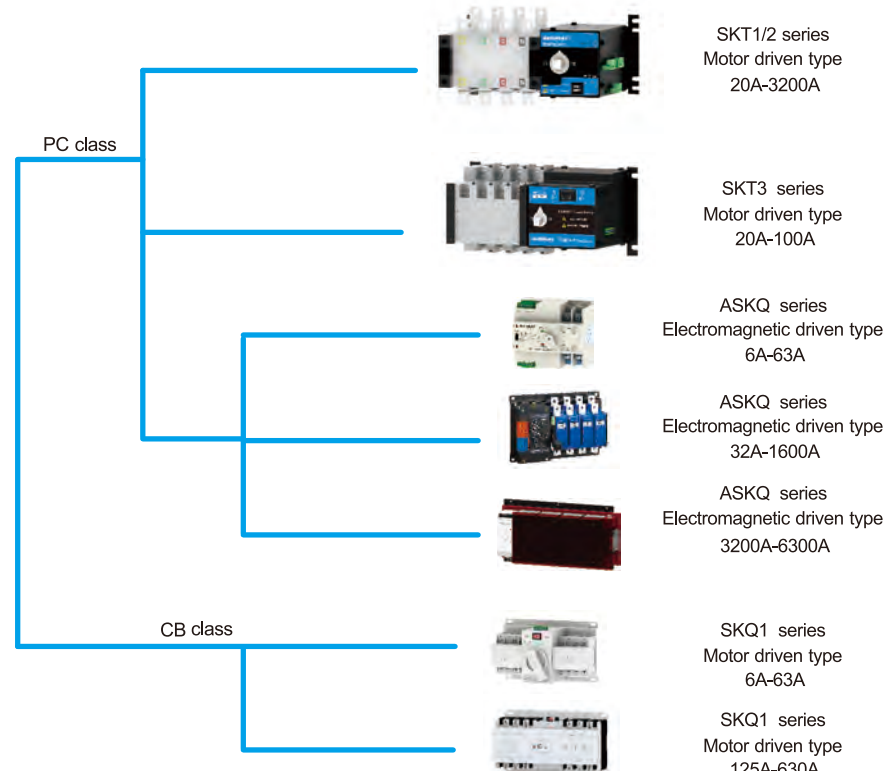 SKT1/2 series
Motor driven type
20A-3200A
PC class
SKT3 series
Motor driven type
20A-100A
ASKQ series
Electromagnetic driven type
6A-63A
ASKQ series
Electromagnetic driven type
32A-1600A
ASKQ series
Electromagnetic driven type
3200A-6300A
CB class
SKQ1 series
Motor driven type
6A-63A
SKQ1 series
Motor driven type
125A-630A